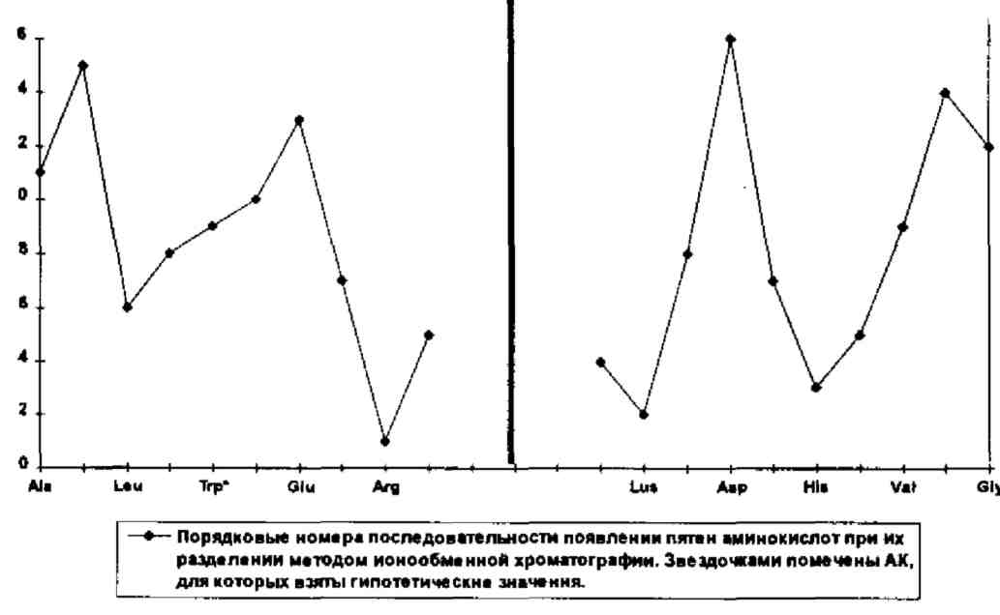 6
4
2
0
8
6
4
2
0
Ala Leu Trp* Glu Arg Lus Asp His Val Gly
Порядковые номера последовательности появлении пятен аминокислот при их
разделении методом ионообменной хроматографии. Звездочками помечены АК,
для которых взяты гипотетические значения.